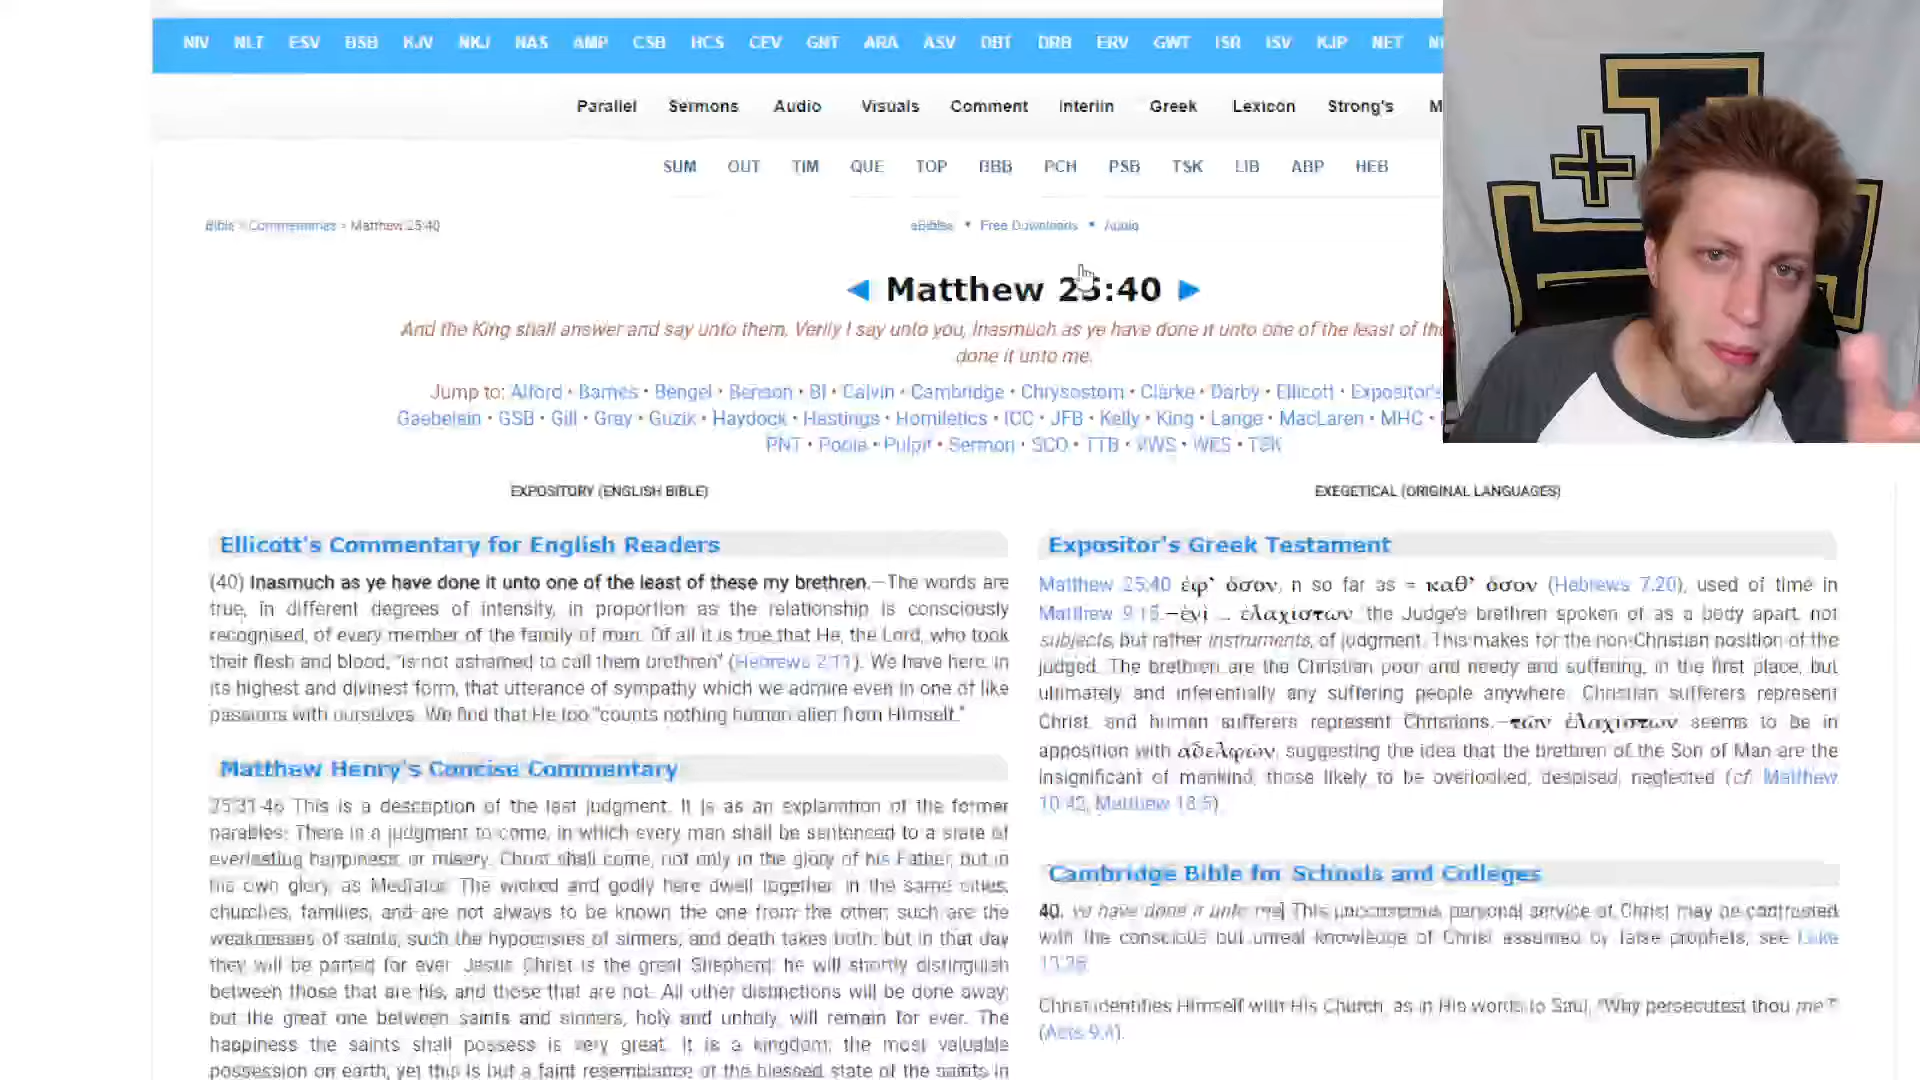 NIV NLT ESV BSB KJV NKJ NAS AMP CSB HCS CEV GNT ARA ASV DBT DRB ERV GWT ISR ISV KJP NET
Parallel Sermons Audio Visuals Comment Interlin Greek Lexicon Strong's
SUM OUT TIM QUE TOP BBB PCH PSB TSK LIB ABP HEB
Bible > Commentaries > Matthew 25:40
eBibles • Free Downloads • Audio
◄ Matthew 25:40 ►
And the King shall answer and say unto them, Verily I say unto you, Inasmuch as ye have done it unto one of the least of
done it unto me.
Jump to: Alford • Barnes • Bengel • Benson • BI • Calvin • Cambridge • Chrysostom • Clarke • Darby • Ellicott • Expositor's
Gaebelein • GSB • Gill • Gray • Guzik • Haydock • Hastings • Homiletics • ICC • JFB • Kelly • King • Lange • MacLaren • MHC •
PNT • Poole • Pulpit • Sermon • SCO • TTB • VWS • WES • TSK
EXPOSITORY (ENGLISH BIBLE)
Ellicott's Commentary for English Readers
(40) Inasmuch as ye have done it unto one of the least of these my brethren.—The words are
true, in different degrees of intensity, in proportion as the relationship is consciously
recognised, of every member of the family of man. Of all it is true that He, the Lord, who took
their flesh and blood, "is not ashamed to call them brethren" (Hebrews 2:11). We have here, in
its highest and divinest form, that utterance of sympathy which we admire even in one of like
passions with ourselves. We find that He too "counts nothing human alien from Himself."
Matthew Henry's Concise Commentary
25:31-46 This is a description of the last judgment. It is as an explanation of the former
parables. There is a judgment to come, in which every man shall be sentenced to a state of
everlasting happiness, or misery. Christ shall come, not only in the glory of his Father, but in
his own glory, as Mediator. The wicked and godly here dwell together, in the same cities,
churches, families, and are not always to be known the one from the other; such are the
weaknesses of saints, such the hypocrisies of sinners; and death takes both: but in that day
they will be parted for ever. Jesus Christ is the great Shepherd; he will shortly distinguish
between those that are his, and those that are not. All other distinctions will be done away;
but the great one between saints and sinners, holy and unholy, will remain for ever. The
happiness the saints shall possess is very great. It is a kingdom; the most valuable
possession on earth; yet this is but a faint resemblance of the blessed state of the saints in
EXEGETICAL (ORIGINAL LANGUAGES)
Expositor's Greek Testament
Matthew 25:40 ἐφʼ ὅσον, n so far as = καθʼ ὅσον (Hebrews 7:20), used of time in
Matthew 9:15.—ἑνὶ … ἐλαχίστων, the Judge's brethren spoken of as a body apart, not
subjects, but rather instruments, of judgment. This makes for the non-Christian position of the
judged. The brethren are the Christian poor and needy and suffering, in the first place, but
ultimately and inferentially any suffering people anywhere. Christian sufferers represent
Christ, and human sufferers represent Christians.—τῶν ἐλαχίστων seems to be in
apposition with ἀδελφῶν, suggesting the idea that the brethren of the Son of Man are the
insignificant of mankind, those likely to be overlooked, despised, neglected (cf. Matthew
10:42, Matthew 18:5).
Cambridge Bible for Schools and Colleges
40. ye have done it unto me] This unconscious personal service of Christ may be contrasted
with the conscious but unreal knowledge of Christ assumed by false prophets; see Luke
13:26.
Christ identifies Himself with His Church, as in His words to Saul, "Why persecutest thou me?"
(Acts 9:4).